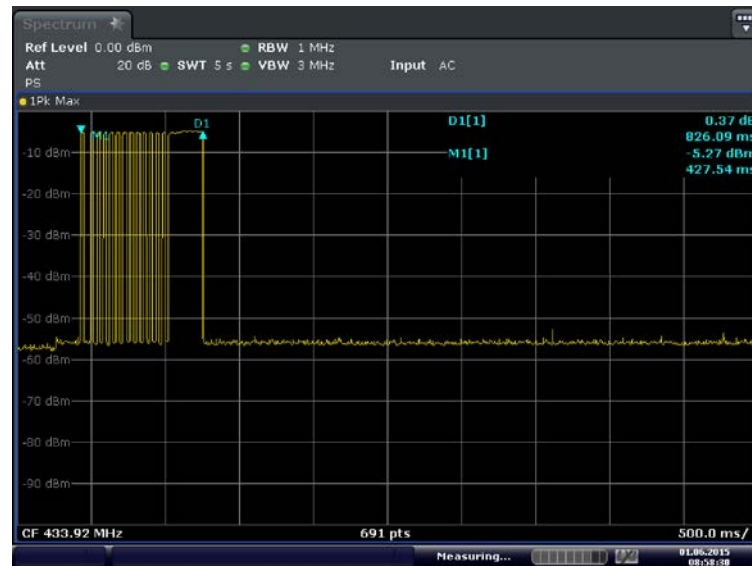 Spectrum
Ref Level 0.00 dBm RBW 1 MHz
Att 20 dB SWT 5 s VBW 3 MHz Input AC
PS
1Pk Max
D1[1] 0.37 dB
826.09 ms
M1[1] -5.27 dBm
427.54 ms
D1
-10 dBm
-20 dBm
-30 dBm
-40 dBm
-50 dBm
-60 dBm
-70 dBm
-80 dBm
-90 dBm
CF 433.92 MHz 691 pts 500.0 ms/
Measuring... 01.06.2015
08:58:30